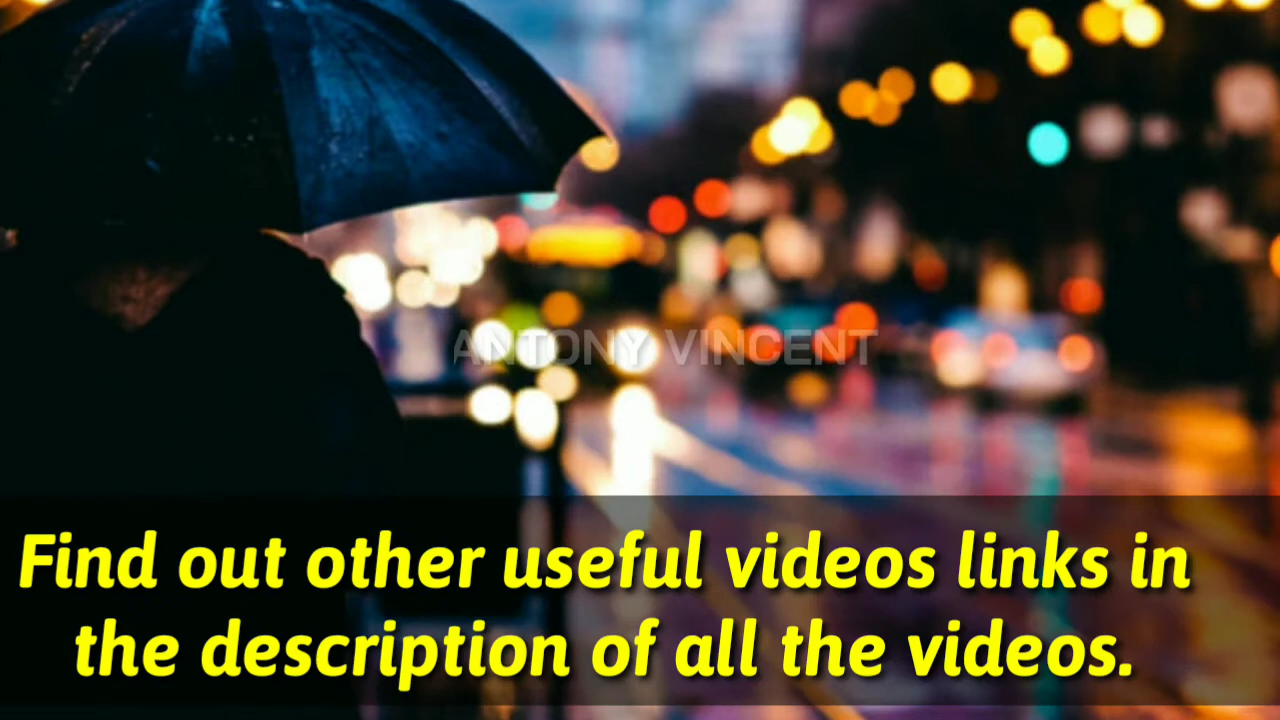 ANTONY VINCENT
Find out other useful videos links in
the description of all the videos.